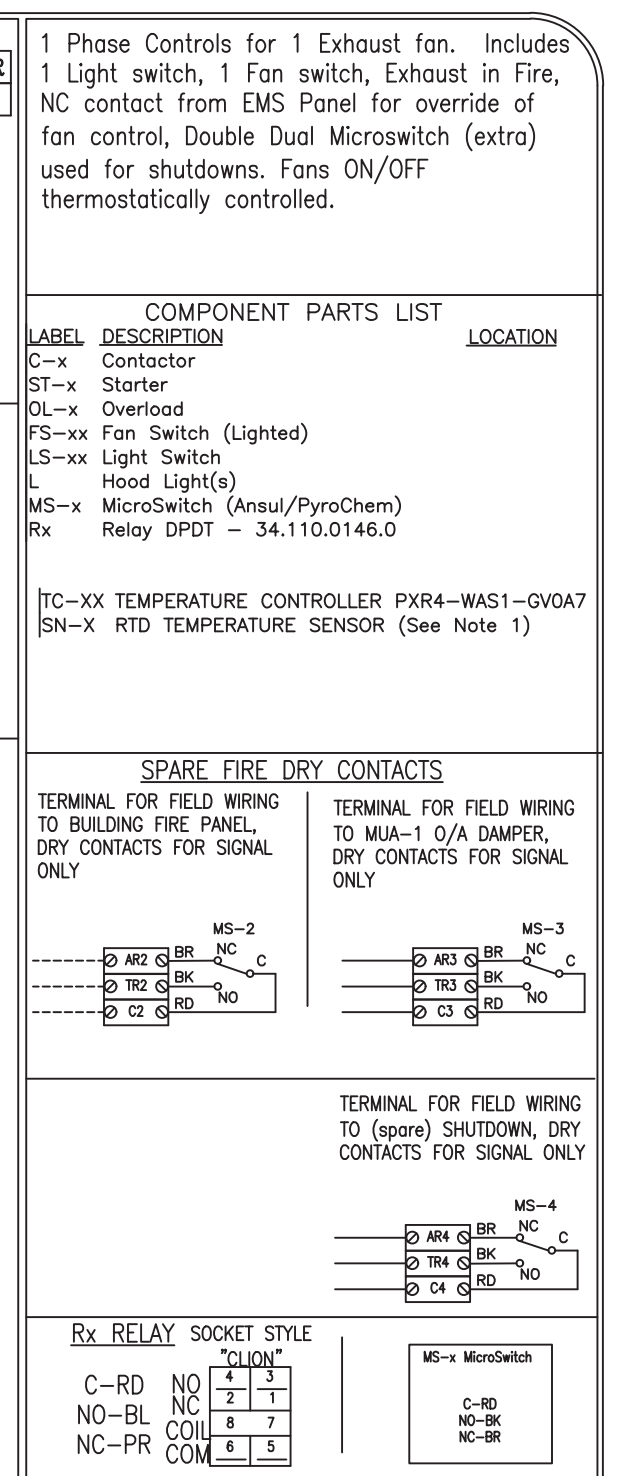 R
1 Phase Controls for 1 Exhaust fan. Includes
1 Light switch, 1 Fan switch, Exhaust in Fire,
NC contact from EMS Panel for override of
fan control, Double Dual Microswitch (extra)
used for shutdowns. Fans ON/OFF
thermostatically controlled.
COMPONENT PARTS LIST
LABEL DESCRIPTION LOCATION
C-x Contactor
ST-x Starter
OL-x Overload
FS-xx Fan Switch (Lighted)
LS-xx Light Switch
L Hood Light(s)
MS-x MicroSwitch (Ansul/PyroChem)
Rx Relay DPDT - 34.110.0146.0
TC-XX TEMPERATURE CONTROLLER PXR4-WAS1-GV0A7
SN-X RTD TEMPERATURE SENSOR (See Note 1)
SPARE FIRE DRY CONTACTS
TERMINAL FOR FIELD WIRING
TO BUILDING FIRE PANEL,
DRY CONTACTS FOR SIGNAL
ONLY
MS-2
AR2 BR NC C
TR2 BK NO
C2 RD
TERMINAL FOR FIELD WIRING
TO MUA-1 O/A DAMPER,
DRY CONTACTS FOR SIGNAL
ONLY
MS-3
AR3 BR NC C
TR3 BK NO
C3 RD
TERMINAL FOR FIELD WIRING
TO (spare) SHUTDOWN, DRY
CONTACTS FOR SIGNAL ONLY
MS-4
AR4 BR NC C
TR4 BK NO
C4 RD
Rx RELAY SOCKET STYLE
"CLION"
C-RD NO 4 3
NO-BL NC 2 1
NC-PR COIL 8 7
COM 6 5
MS-x MicroSwitch
C-RD
NO-BK
NC-BR